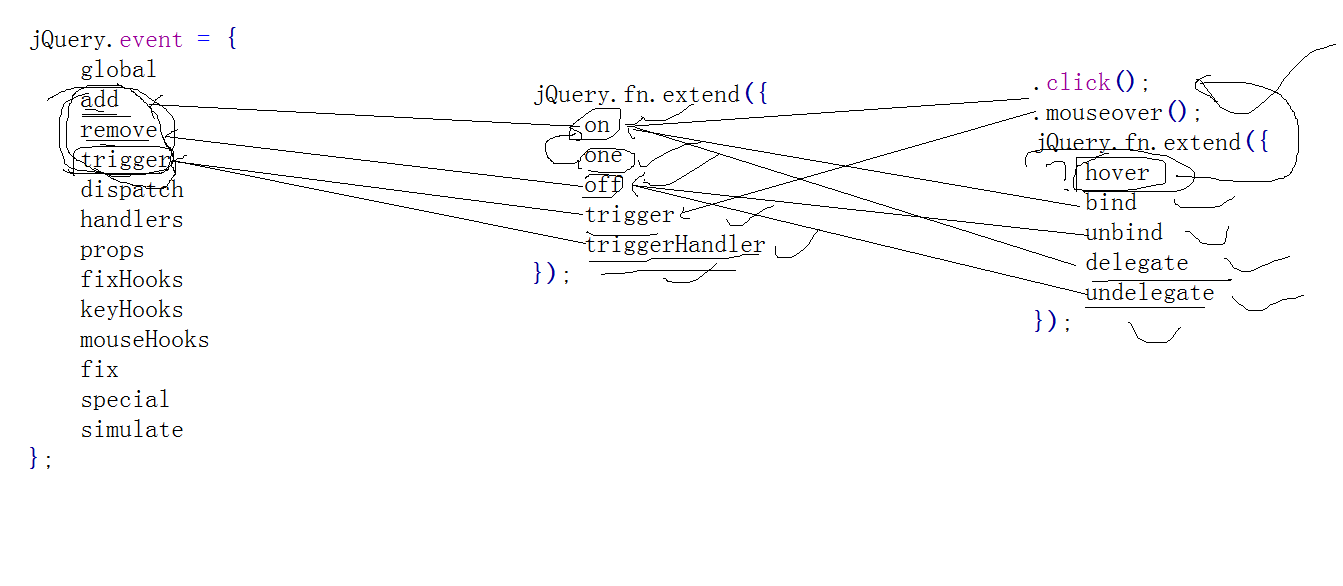 jQuery.event = {
global
add
remove
trigger
dispatch
handlers
props
fixHooks
keyHooks
mouseHooks
fix
special
simulate
};
jQuery.fn.extend({
on
one
off
trigger
triggerHandler
});
.click();
.mouseover();
jQuery.fn.extend({
hover
bind
unbind
delegate
undelegate
});